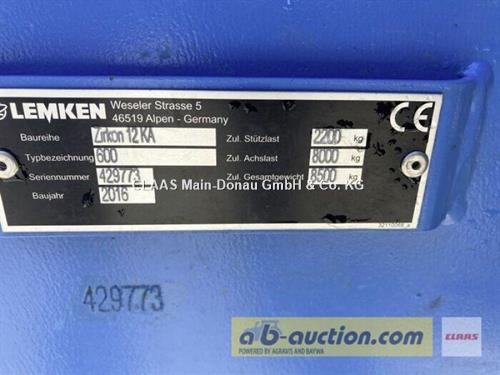 LEMKEN Weseler Strasse 5
46519 Alpen - Germany
CE
Baureihe Zirkon 12 KA Zul. Stützlast 2200 kg
Typbezeichnung 600 Zul. Achslast 8000 kg
Seriennummer 429773 Zul. Gesamtgewicht 8500 kg
CLAAS Main-Donau GmbH & Co. KG
Baujahr 2016
32110068_a
429773
ab-auction.com
POWERED BY AGRAVIS AND BAYWA
CLAAS